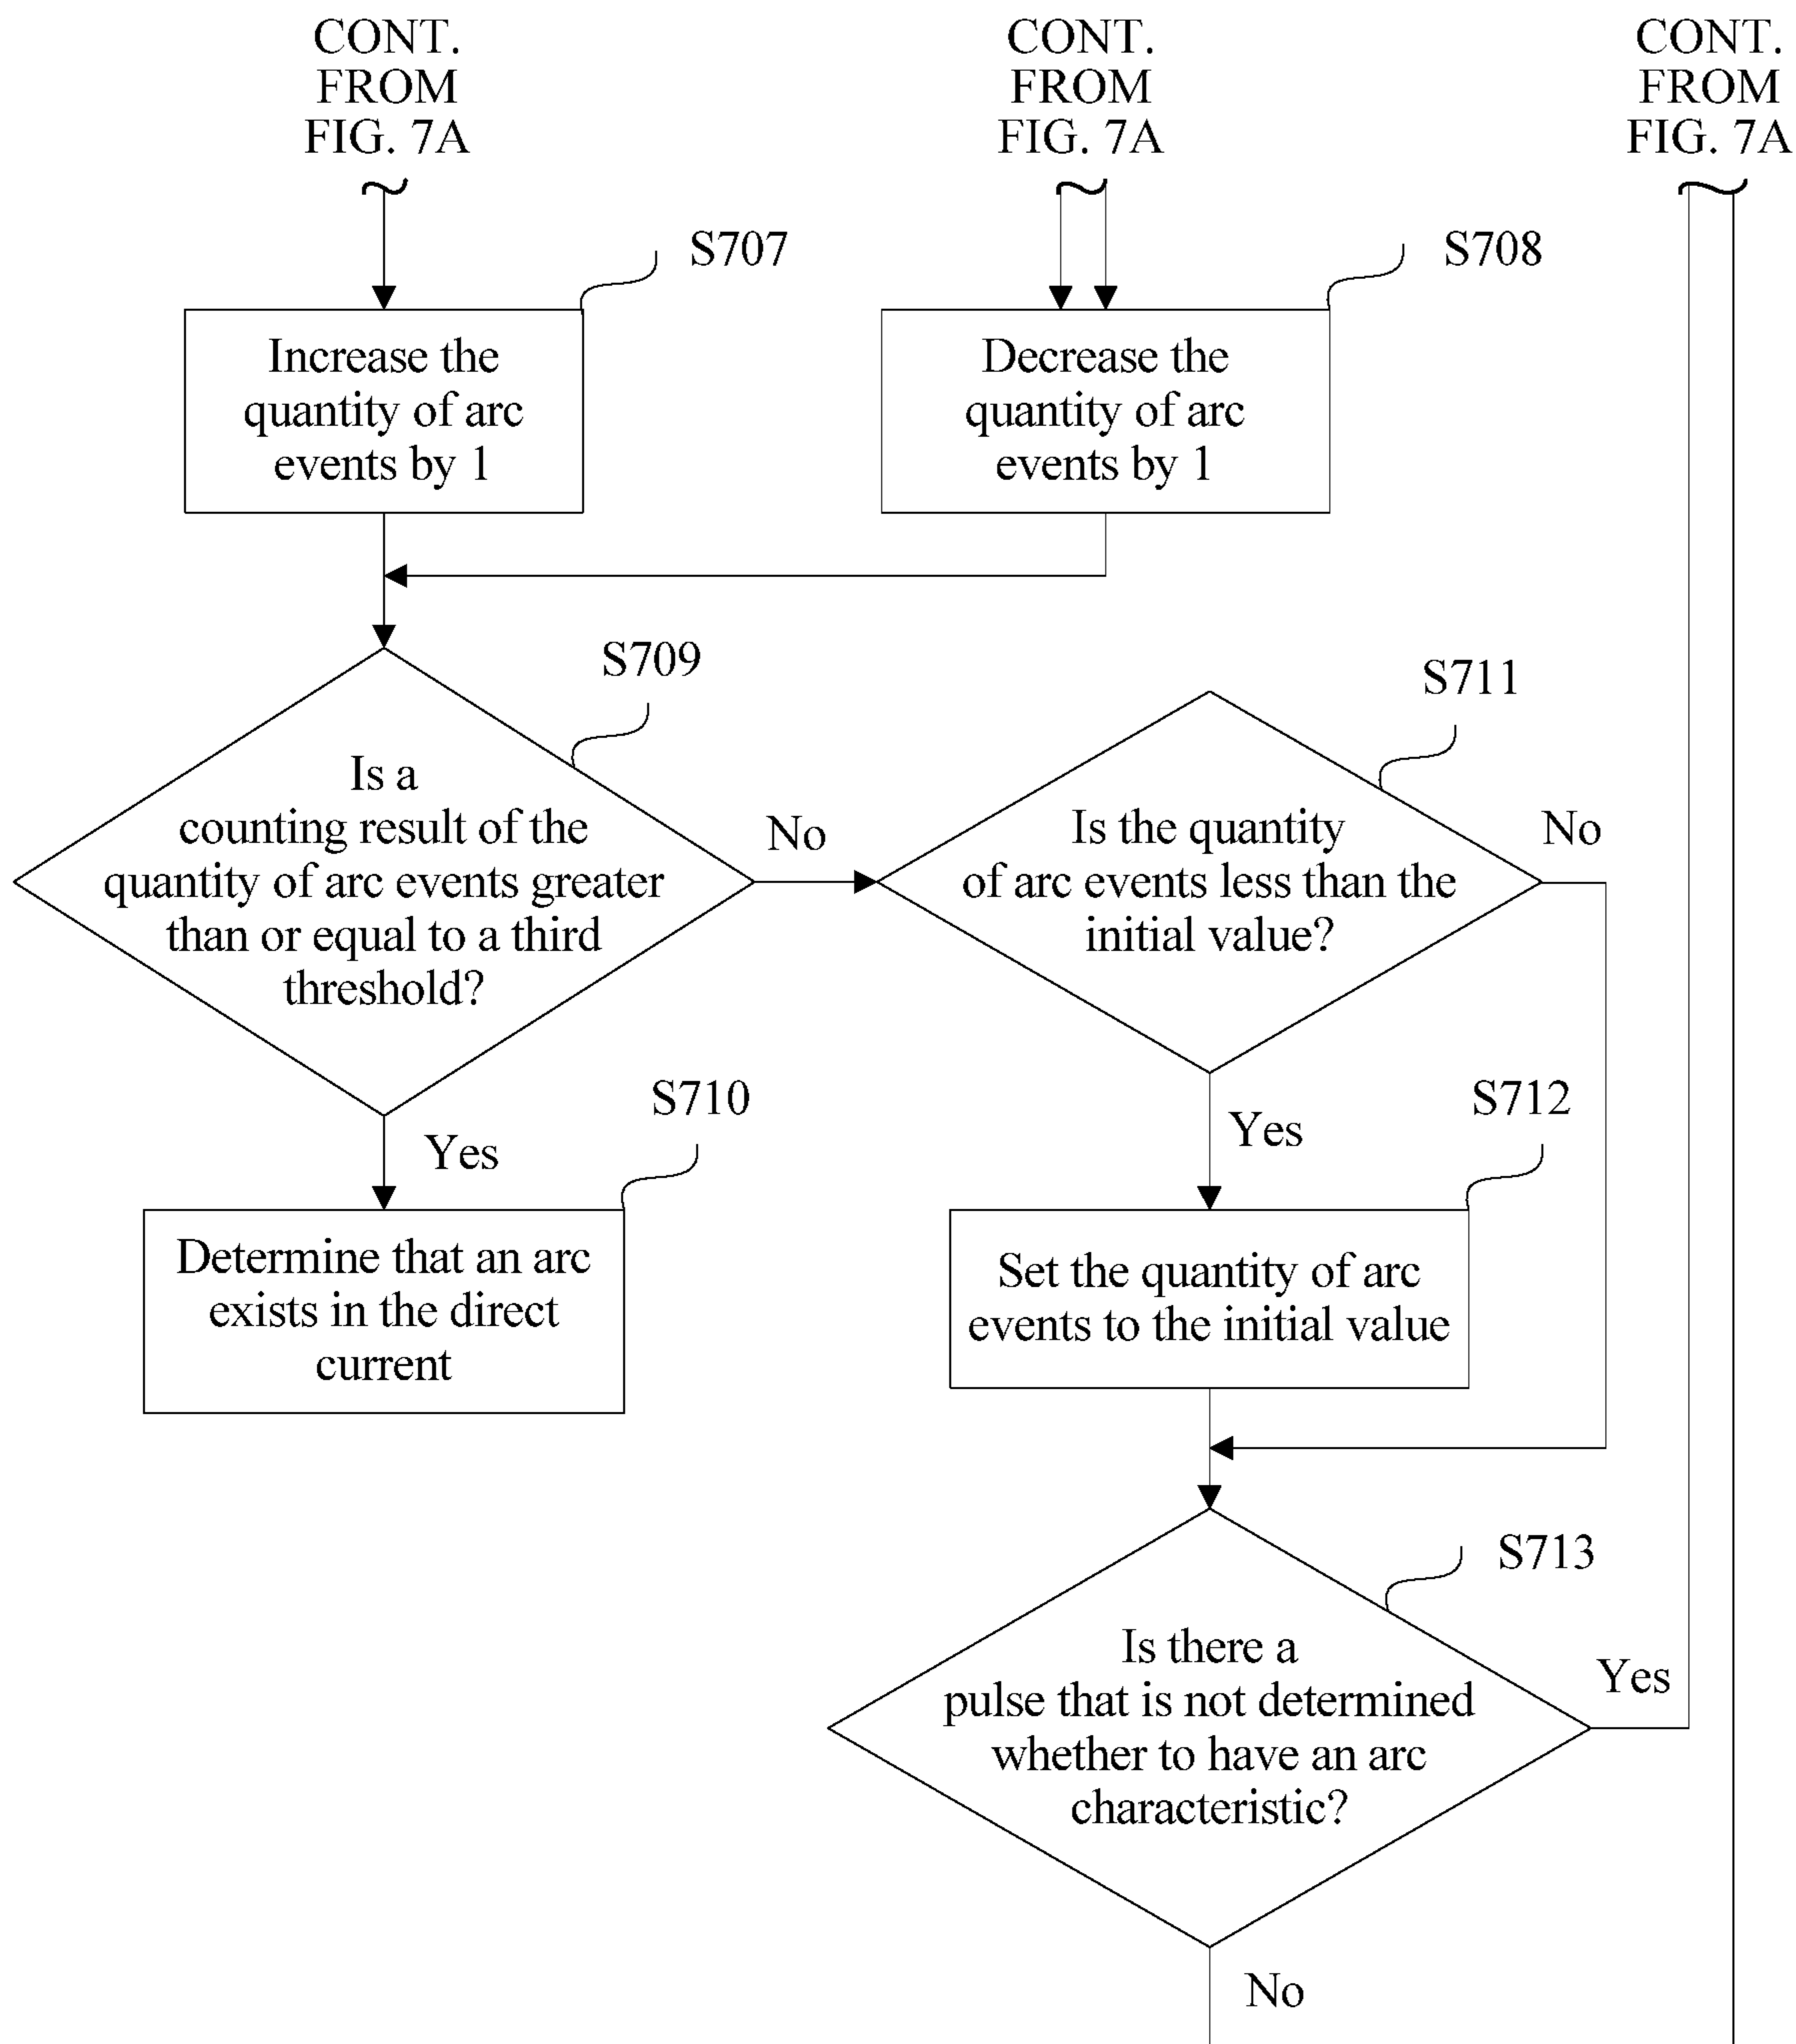 CONT.
FROM
FIG. 7A
CONT.
FROM
FIG. 7A
CONT.
FROM
FIG. 7A
S707
Increase the
quantity of arc
events by 1
S708
Decrease the
quantity of arc
events by 1
S709
Is a
counting result of the
quantity of arc events greater
than or equal to a third
threshold?
No
Yes
S711
Is the quantity
of arc events less than the
initial value?
No
Yes
S710
Determine that an arc
exists in the direct
current
S712
Set the quantity of arc
events to the initial value
S713
Is there a
pulse that is not determined
whether to have an arc
characteristic?
Yes
No